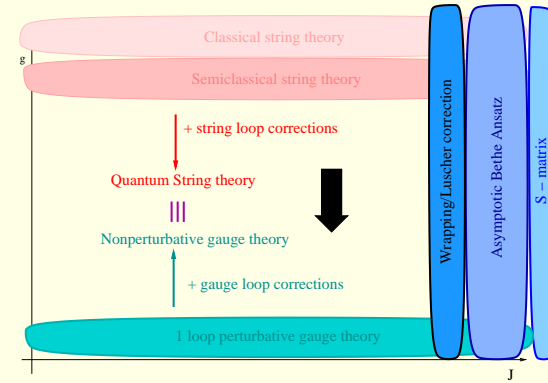 Classical string theory
g
Semiclassical string theory
+ string loop corrections
Quantum String theory
Nonperturbative gauge theory
+ gauge loop corrections
1 loop perturbative gauge theory
J
Wrapping/Luscher correction
Asymptotic Bethe Ansatz
S − matrix